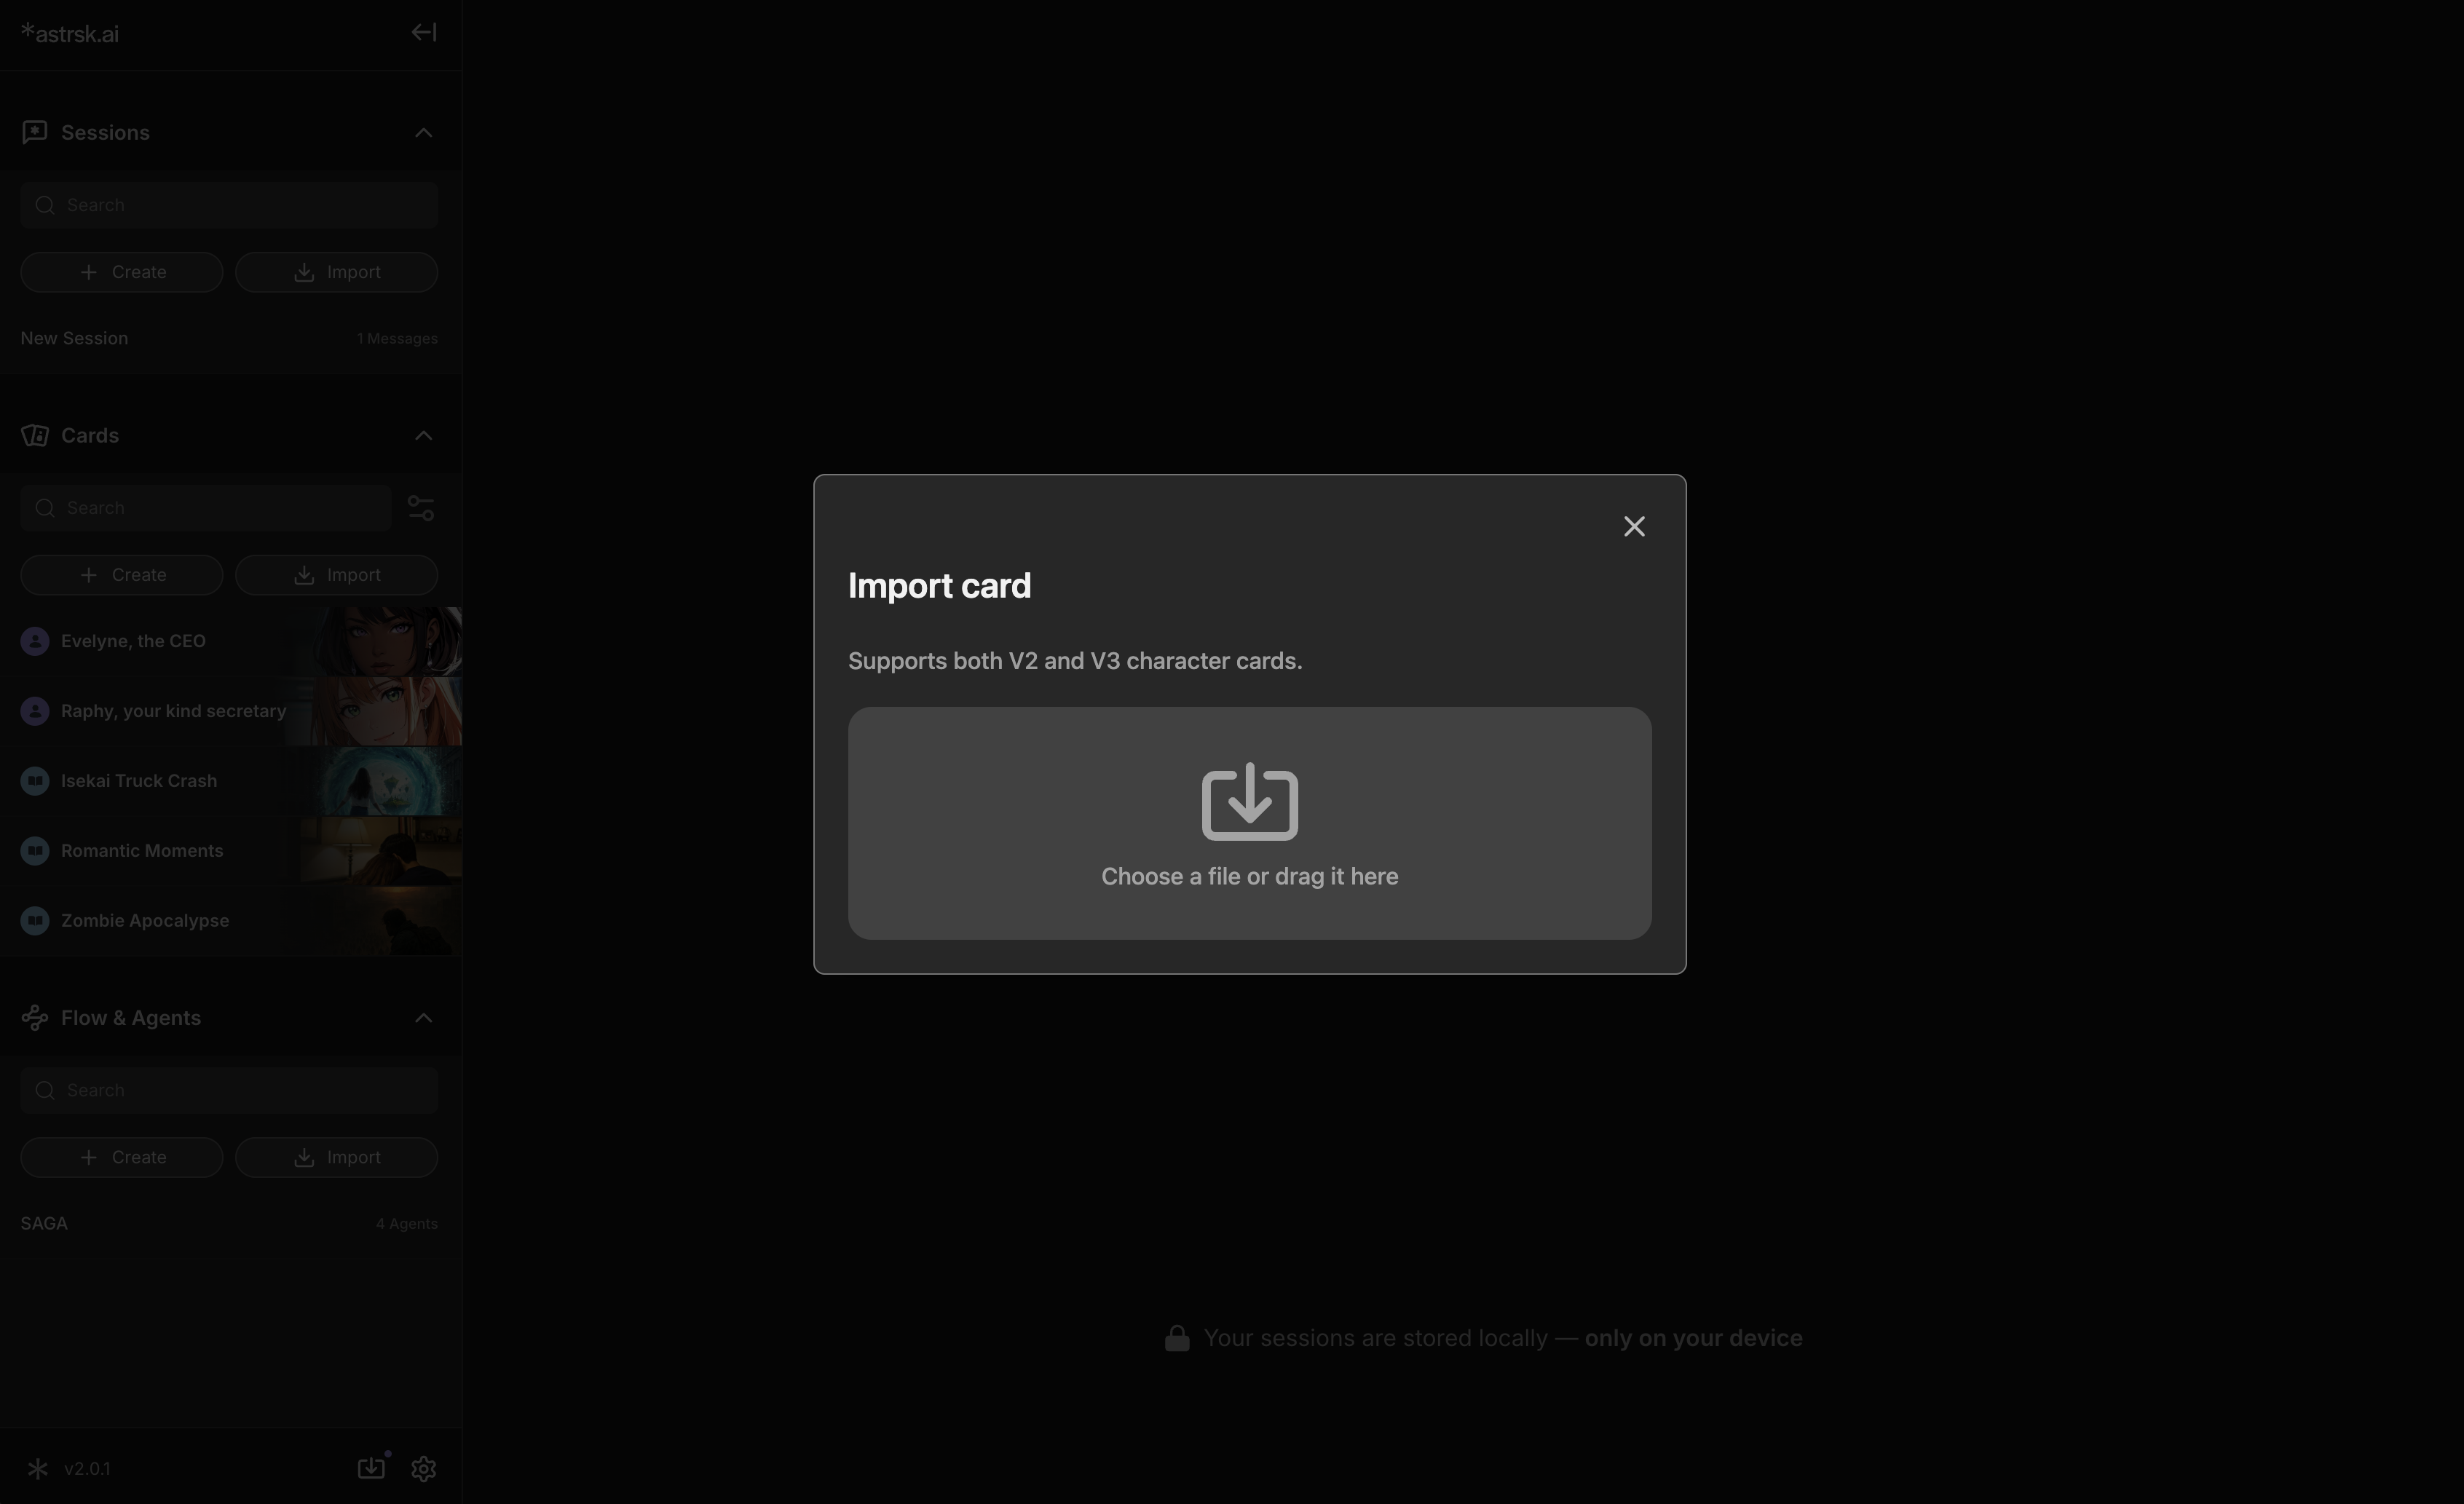 *astrsk.ai
Sessions
Search
Create
Import
New Session
1 Messages
Cards
Search
Create
Import
Evelyne, the CEO
Raphy, your kind secretary
Isekai Truck Crash
Romantic Moments
Zombie Apocalypse
Flow & Agents
Search
Create
Import
SAGA
4 Agents
v2.0.1
Import card
Supports both V2 and V3 character cards.
Choose a file or drag it here
Your sessions are stored locally — only on your device